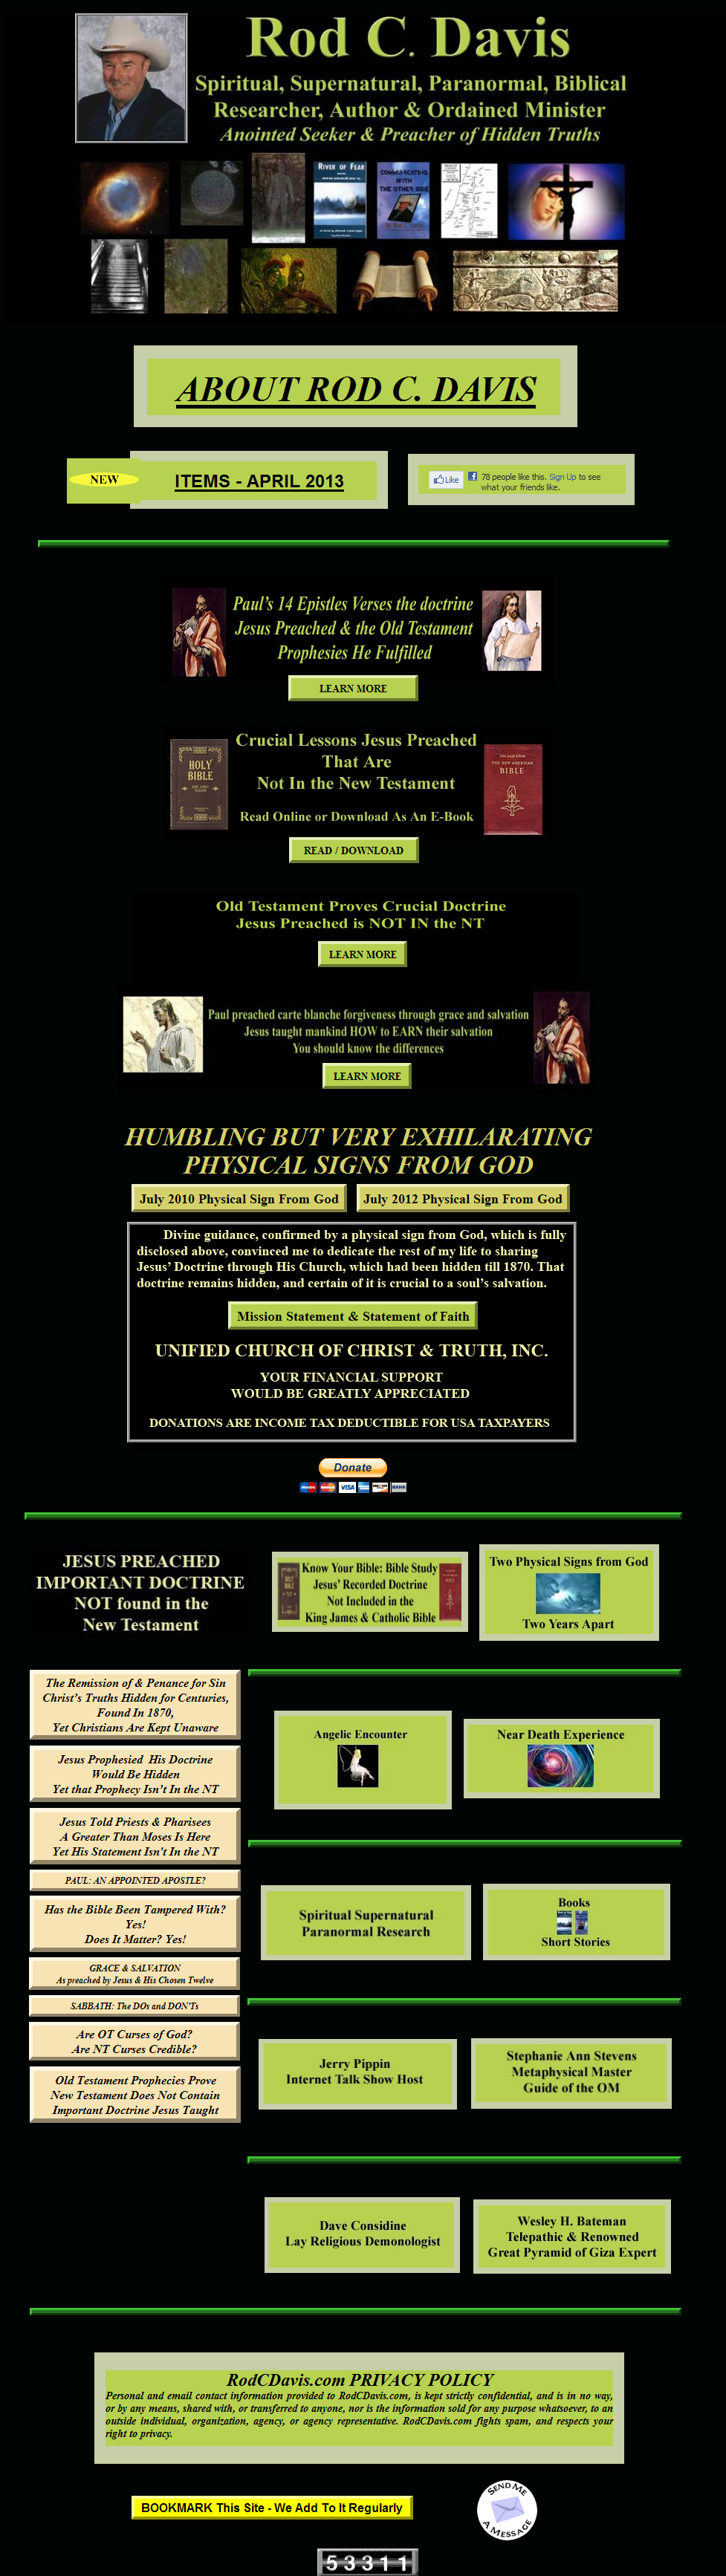 Rod C. Davis
Spiritual, Supernatural, Paranormal, Biblical
Researcher, Author & Ordained Minister
Anointed Seeker & Preacher of Hidden Truths
RIVER OF FEAR
COMMUNICATING
WITH
THE OTHER SIDE
ABOUT ROD C. DAVIS
NEW
ITEMS - APRIL 2013
Like
78 people like this. Sign Up to see
what your friends like.
Paul's 14 Epistles Verses the doctrine
Jesus Preached & the Old Testament
Prophesies He Fulfilled
LEARN MORE
HOLY
BIBLE
Crucial Lessons Jesus Preached
That Are
Not In the New Testament
Read Online or Download As An E-Book
THE NEW AMERICAN
BIBLE
READ / DOWNLOAD
Old Testament Proves Crucial Doctrine
Jesus Preached is NOT IN the NT
LEARN MORE
Paul preached carte blanche forgiveness through grace and salvation
Jesus taught mankind HOW to EARN their salvation
You should know the differences
LEARN MORE
HUMBLING BUT VERY EXHILARATING
PHYSICAL SIGNS FROM GOD
July 2010 Physical Sign From God
July 2012 Physical Sign From God
Divine guidance, confirmed by a physical sign from God, which is fully
disclosed above, convinced me to dedicate the rest of my life to sharing
Jesus' Doctrine through His Church, which had been hidden till 1870. That
doctrine remains hidden, and certain of it is crucial to a soul's salvation.
Mission Statement & Statement of Faith
UNIFIED CHURCH OF CHRIST & TRUTH, INC.
YOUR FINANCIAL SUPPORT
WOULD BE GREATLY APPRECIATED
DONATIONS ARE INCOME TAX DEDUCTIBLE FOR USA TAXPAYERS
Donate
VISA
BANK
JESUS PREACHED
IMPORTANT DOCTRINE
NOT found in the
New Testament
Know Your Bible: Bible Study
Jesus' Recorded Doctrine
Not Included in the
King James & Catholic Bible
Two Physical Signs from God
Two Years Apart
The Remission of & Penance for Sin
Christ's Truths Hidden for Centuries,
Found In 1870,
Yet Christians Are Kept Unaware
Jesus Prophesied His Doctrine
Would Be Hidden
Yet that Prophecy Isn't In the NT
Jesus Told Priests & Pharisees
A Greater Than Moses Is Here
Yet His Statement Isn't In the NT
PAUL: AN APPOINTED APOSTLE?
Has the Bible Been Tampered With?
Yes!
Does It Matter? Yes!
GRACE & SALVATION
As preached by Jesus & His Chosen Twelve
SABBATH: The DOs and DON'Ts
Are OT Curses of God?
Are NT Curses Credible?
Old Testament Prophecies Prove
New Testament Does Not Contain
Important Doctrine Jesus Taught
Angelic Encounter
Near Death Experience
Spiritual Supernatural
Paranormal Research
Books
Short Stories
Jerry Pippin
Internet Talk Show Host
Stephanie Ann Stevens
Metaphysical Master
Guide of the OM
Dave Considine
Lay Religious Demonologist
Wesley H. Bateman
Telepathic & Renowned
Great Pyramid of Giza Expert
RodCDavis.com PRIVACY POLICY
Personal and email contact information provided to RodCDavis.com, is kept strictly confidential, and is in no way,
or by any means, shared with, or transferred to anyone, nor is the information sold for any purpose whatsoever, to an
outside individual, organization, agency, or agency representative. RodCDavis.com fights spam, and respects your
right to privacy.
BOOKMARK This Site - We Add To It Regularly
SEND ME
A MESSAGE
53311